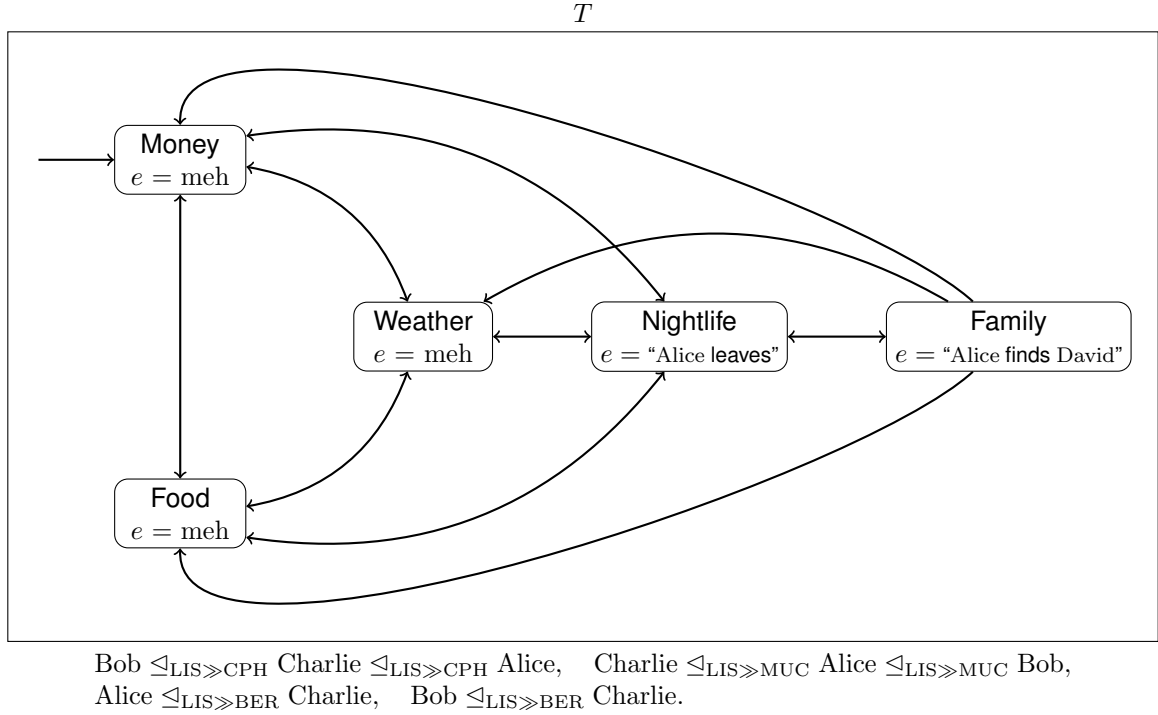 T
Money
e = meh
Weather
e = meh
Nightlife
e = “Alice leaves”
Family
e = “Alice finds David”
Food
e = meh
Bob ⊴LIS≫CPH Charlie ⊴LIS≫CPH Alice, Charlie ⊴LIS≫MUC Alice ⊴LIS≫MUC Bob,
Alice ⊴LIS≫BER Charlie, Bob ⊴LIS≫BER Charlie.